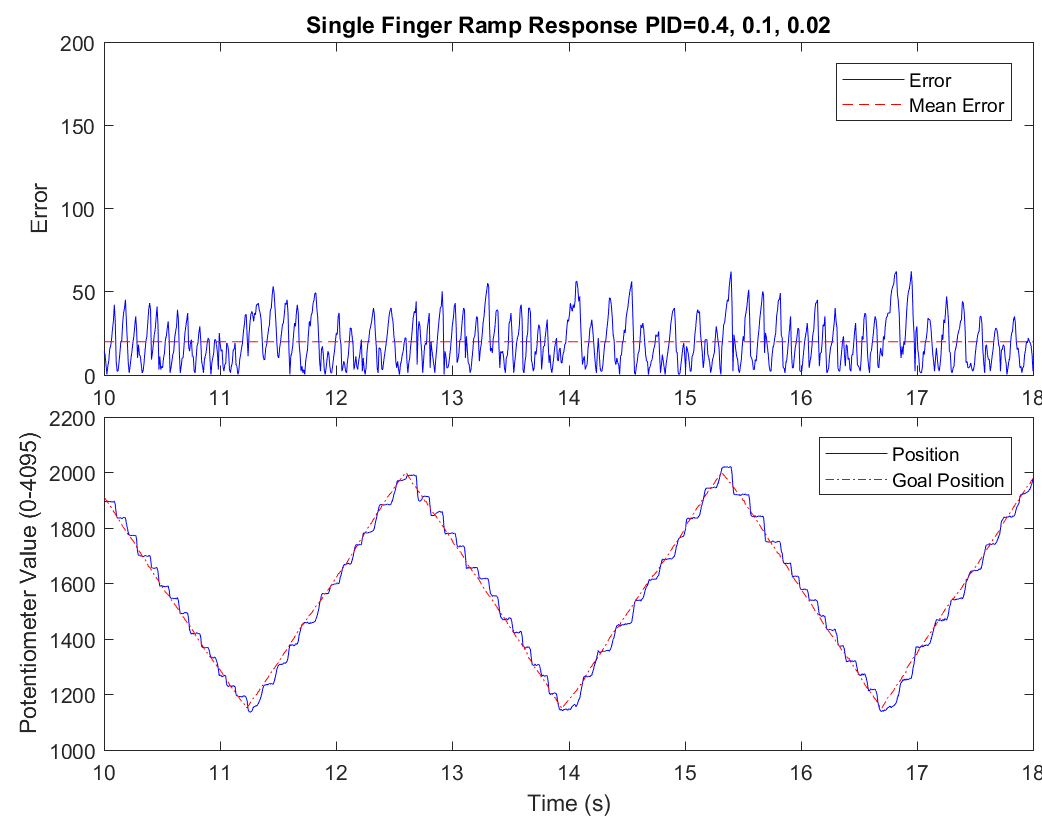 Single Finger Ramp Response PID=0.4, 0.1, 0.02
200
150
100
50
0
Error
Error
Mean Error
10 11 12 13 14 15 16 17 18
2200
2000
1800
1600
1400
1200
1000
Potentiometer Value (0-4095)
Position
Goal Position
10 11 12 13 14 15 16 17 18
Time (s)